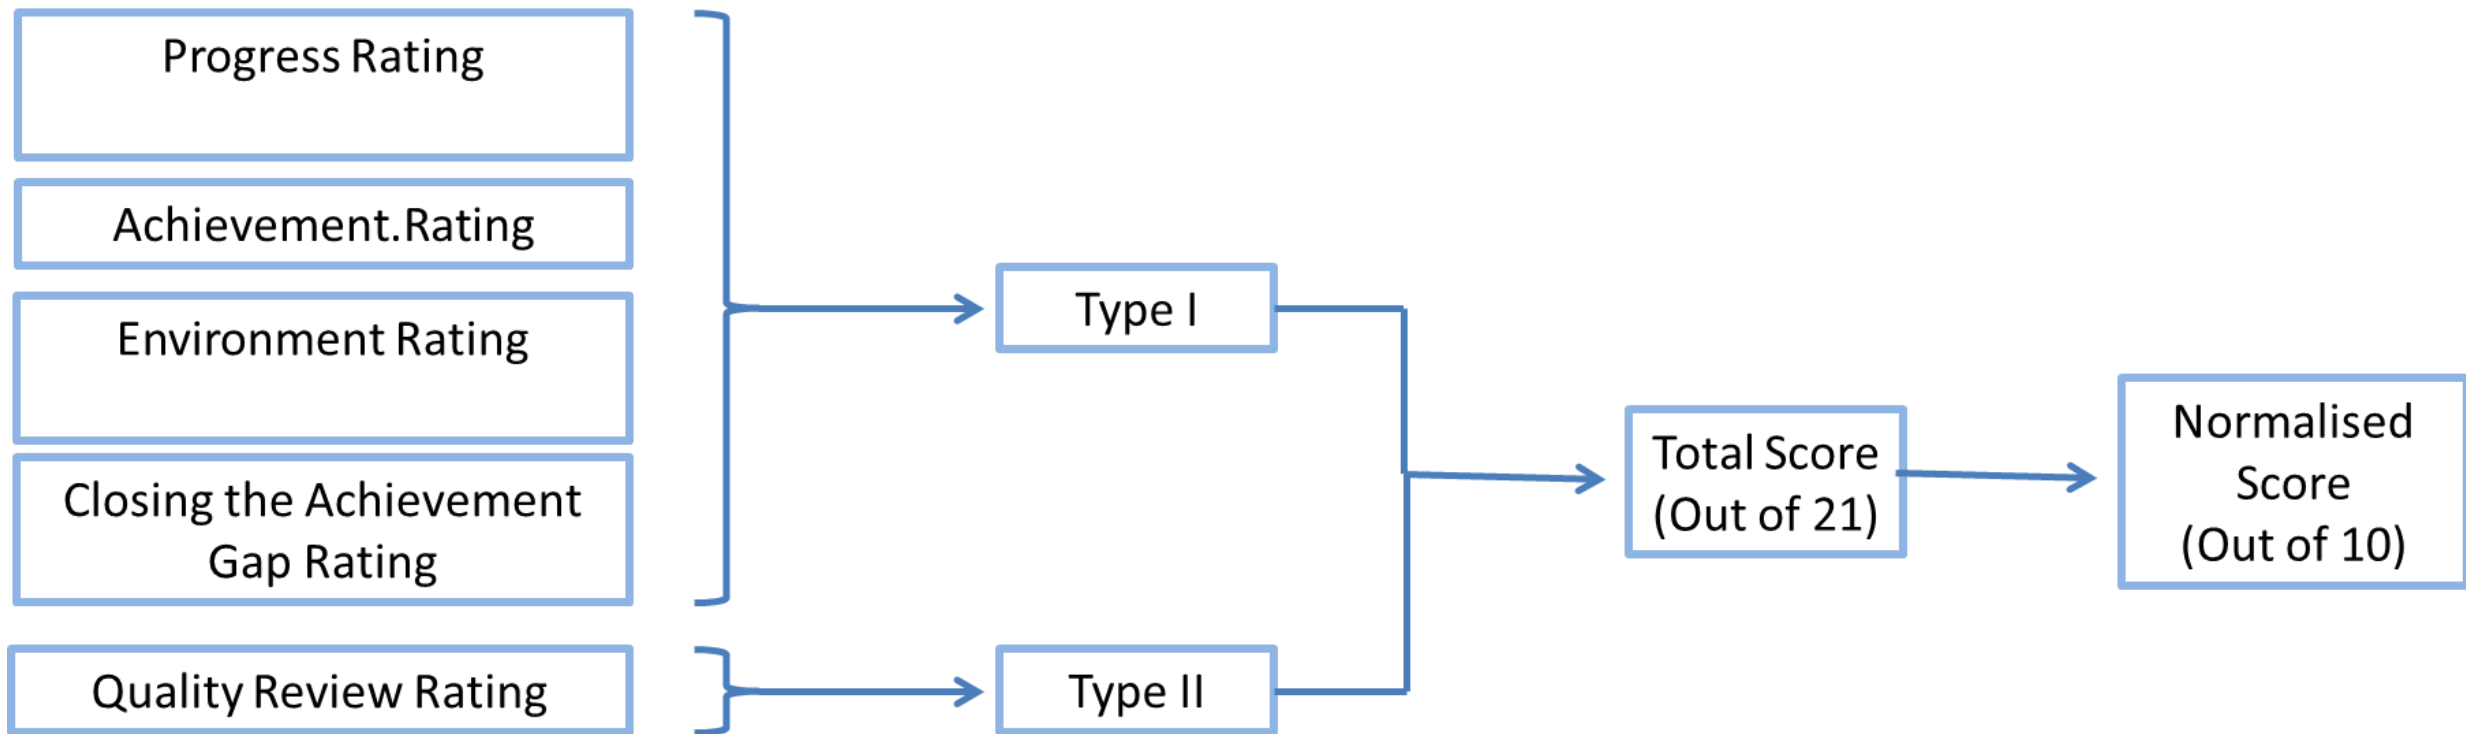 Progress Rating
Achievement.Rating
Environment Rating
Closing the Achievement
Gap Rating
Quality Review Rating
Type I
Type II
Total Score
(Out of 21)
Normalised
Score
(Out of 10)